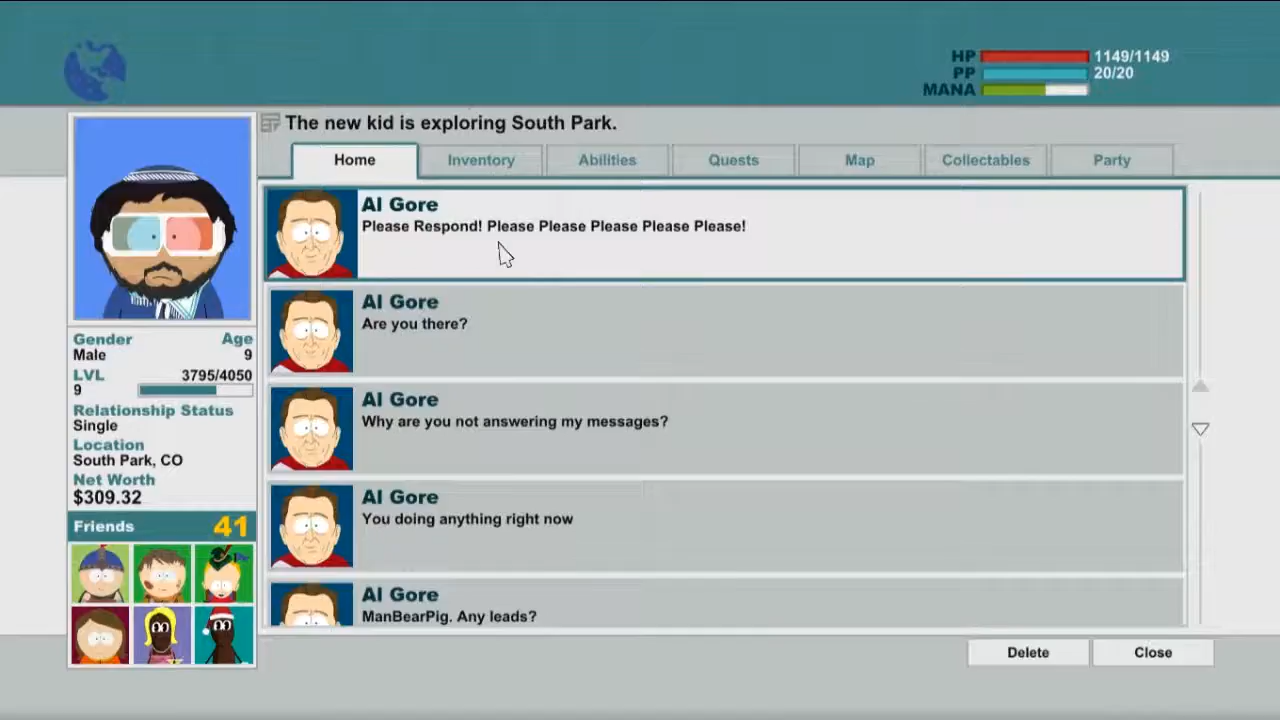 HP 1149/1149
PP 20/20
MANA
The new kid is exploring South Park.
Home Inventory Abilities Quests Map Collectables Party
Al Gore
Please Respond! Please Please Please Please Please!
Al Gore
Are you there?
Al Gore
Why are you not answering my messages?
Al Gore
You doing anything right now
Al Gore
ManBearPig. Any leads?
Gender Age
Male 9
LVL 3795/4050
9
Relationship Status
Single
Location
South Park, CO
Net Worth
$309.32
Friends 41
Delete Close